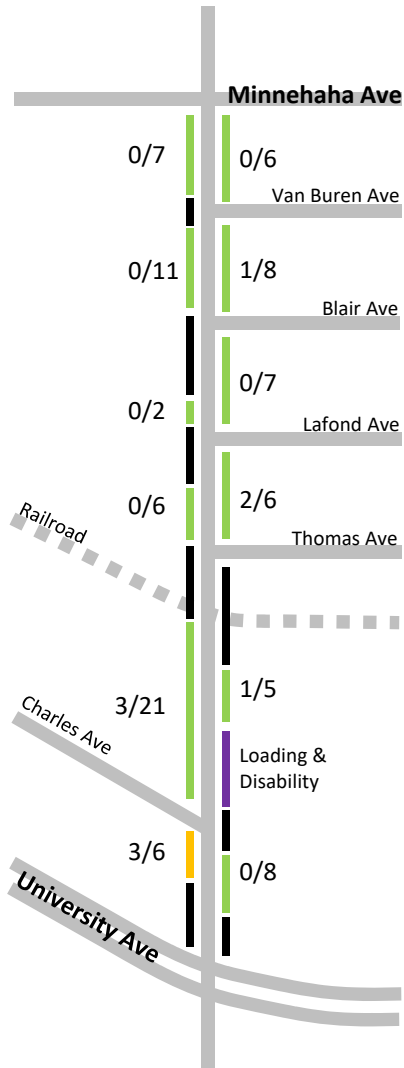 Minnehaha Ave
0/7
0/6
Van Buren Ave
0/11
1/8
Blair Ave
0/7
0/2
Lafond Ave
0/6
2/6
Railroad
Thomas Ave
1/5
3/21
Charles Ave
Loading &
Disability
3/6
0/8
University Ave